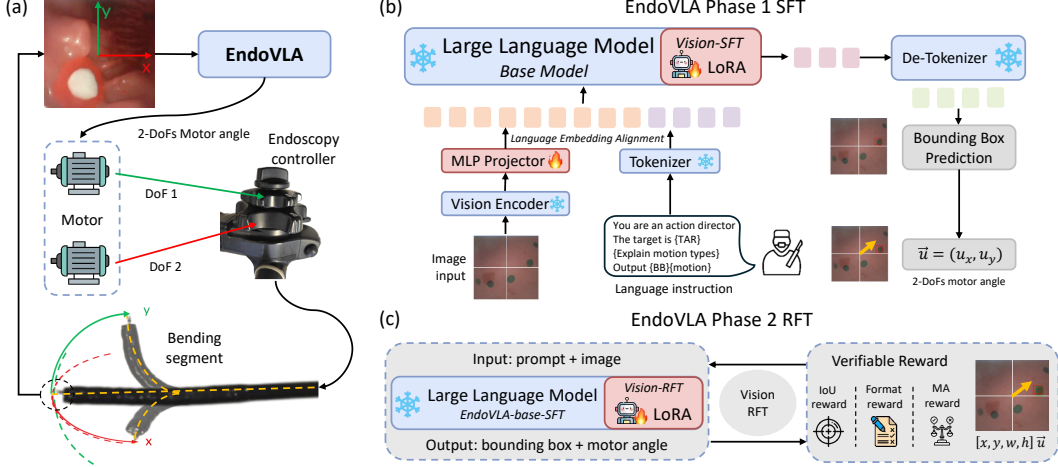 (a)
y
x
EndoVLA
2-DoFs Motor angle
Endoscopy
controller
DoF 1
Motor
DoF 2
y
Bending
segment
x
(b)
EndoVLA Phase 1 SFT
Large Language Model
Base Model
Vision-SFT
LoRA
De-Tokenizer
Language Embedding Alignment
MLP Projector
Tokenizer
Vision Encoder
Image
input
You are an action director
The target is {TAR}
{Explain motion types}
Output {BB}{motion}
Language instruction
Bounding Box
Prediction
u⃗ = (uₓ, u_y)
2-DoFs motor angle
(c)
EndoVLA Phase 2 RFT
Input: prompt + image
Large Language Model
EndoVLA-base-SFT
Vision-RFT
LoRA
Output: bounding box + motor angle
Vision
RFT
Verifiable Reward
IoU
reward
Format
reward
MA
reward
[x, y, w, h] u⃗